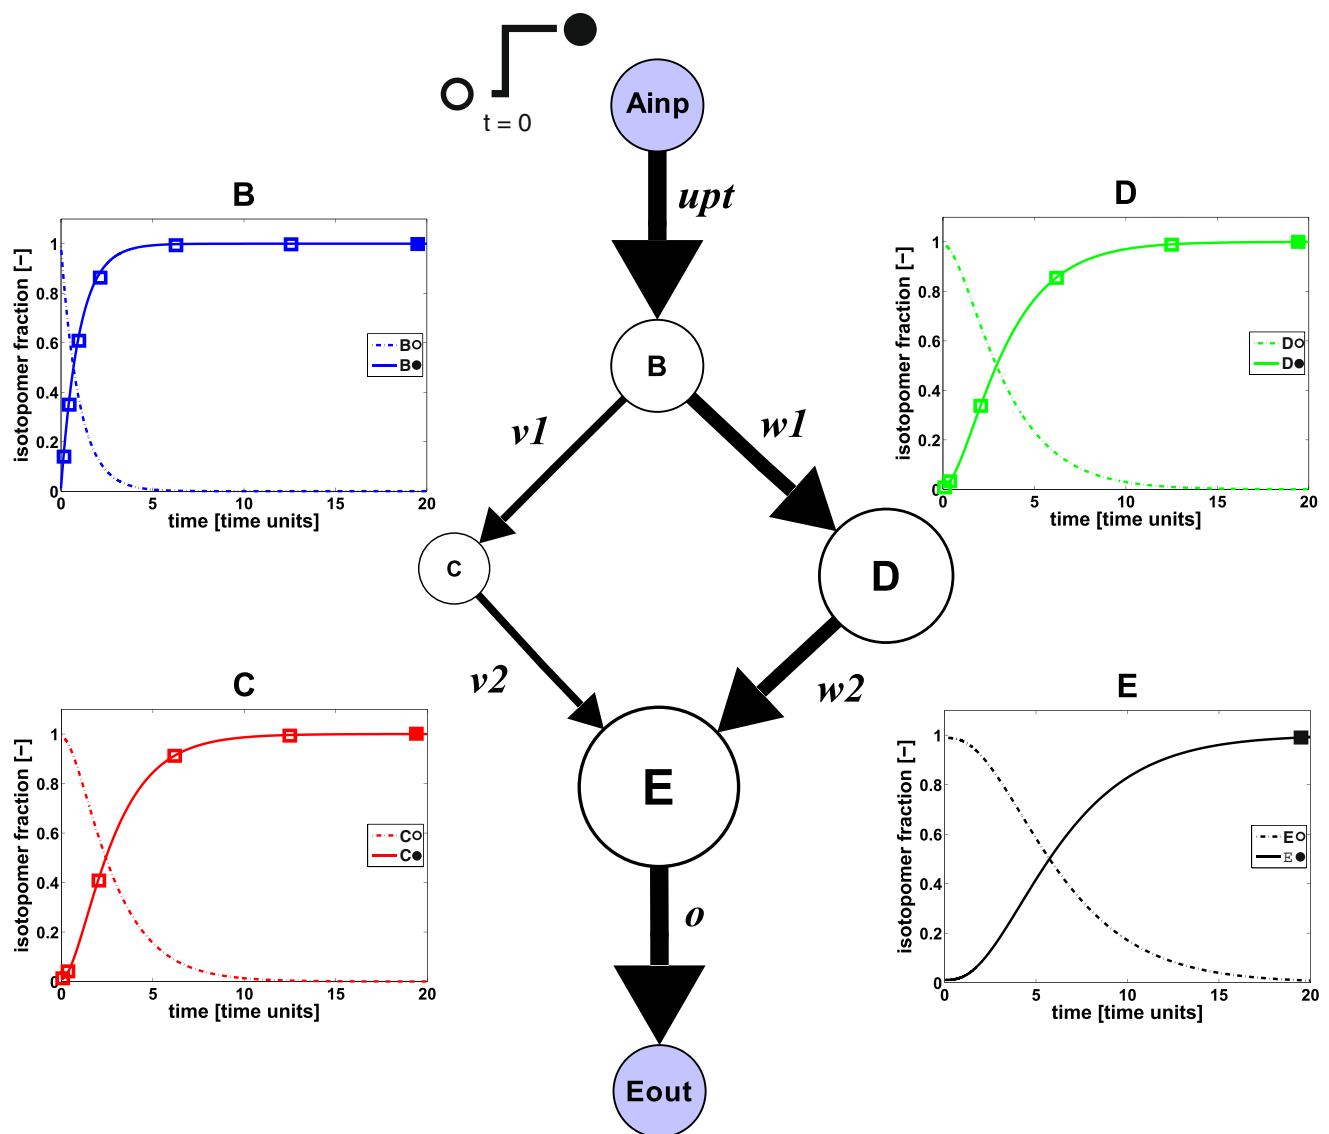 t = 0
Ainp
upt
B
isotopomer fraction [–]
1
0.8
0.6
0.4
0.2
0
0 5 10 15 20
time [time units]
B○
B●
D
isotopomer fraction [–]
1
0.8
0.6
0.4
0.2
0
0 5 10 15 20
time [time units]
D○
D●
B
v1
w1
C
D
v2
w2
C
isotopomer fraction [–]
1
0.8
0.6
0.4
0.2
0
0 5 10 15 20
time [time units]
C○
C●
E
isotopomer fraction [–]
1
0.8
0.6
0.4
0.2
0
0 5 10 15 20
time [time units]
E○
E●
E
o
Eout